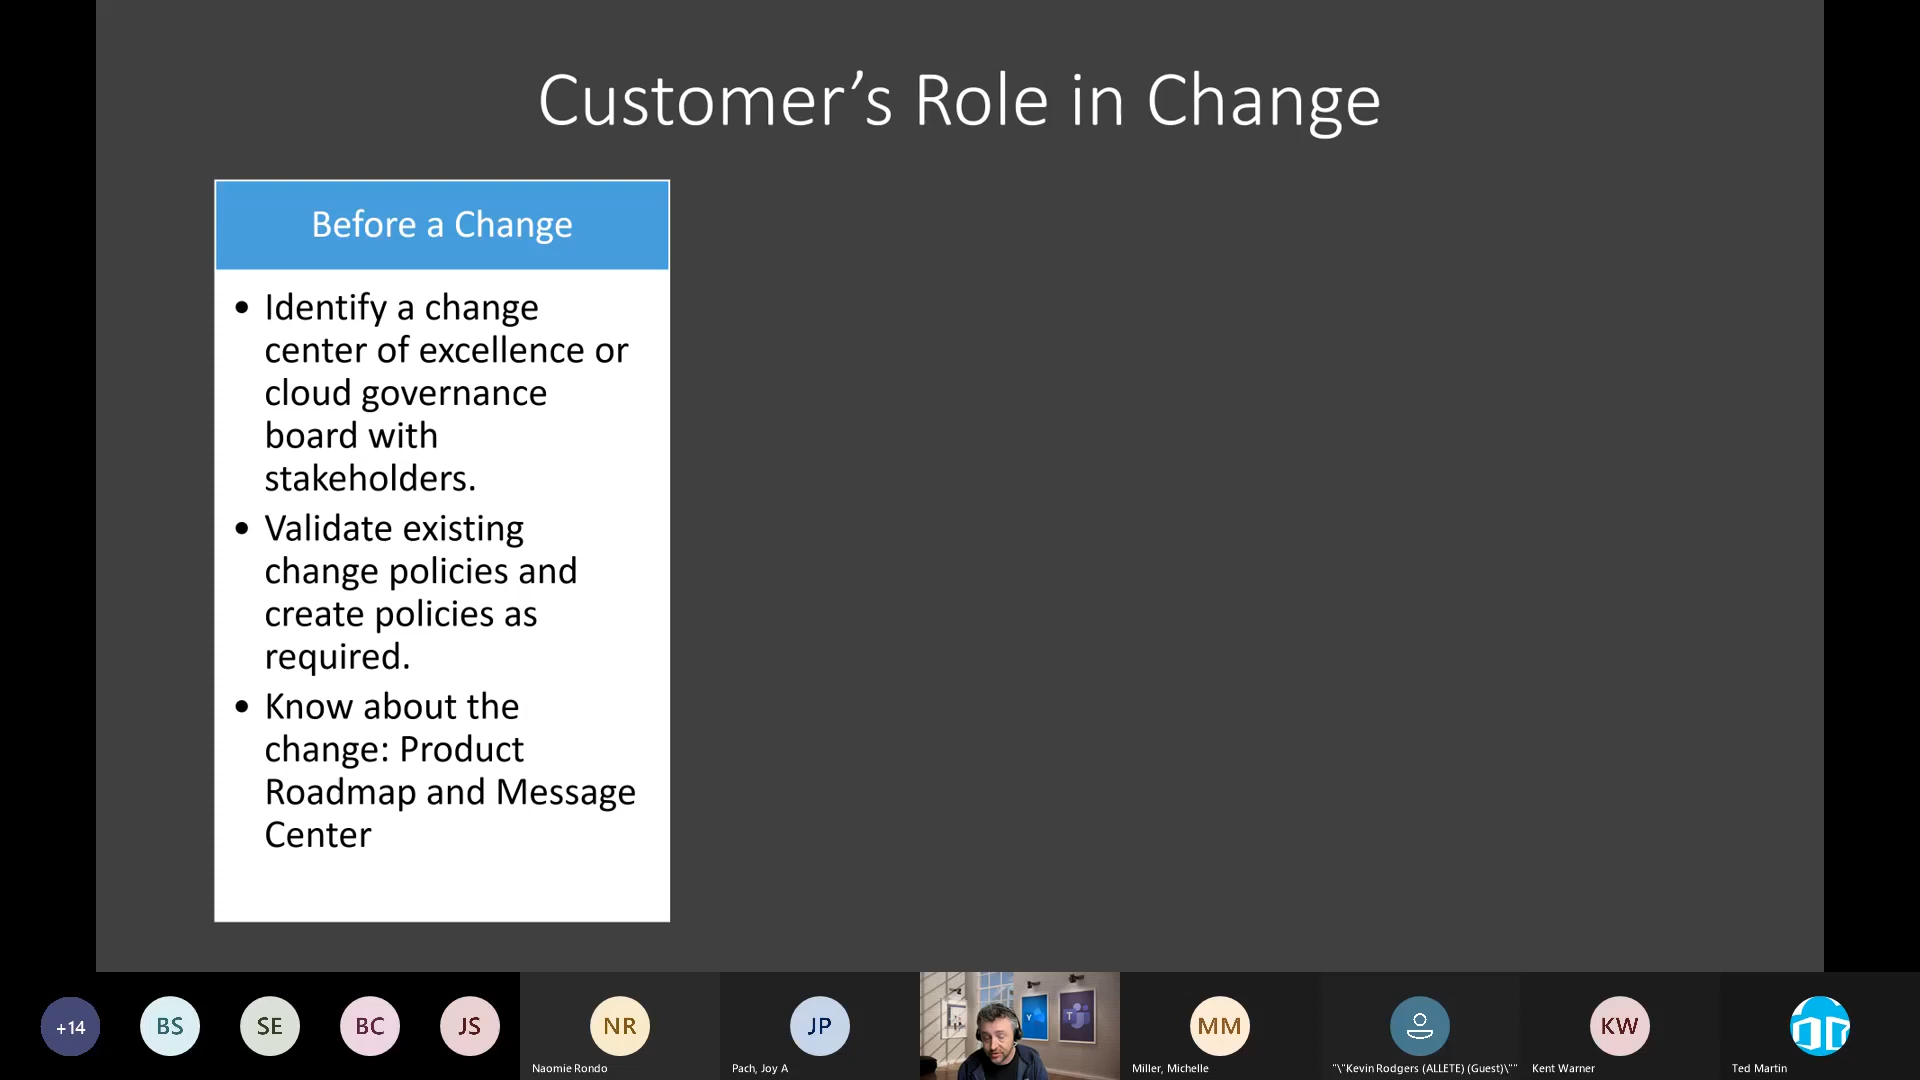 Customer’s Role in Change
Before a Change
• Identify a change
center of excellence or
cloud governance
board with
stakeholders.
• Validate existing
change policies and
create policies as
required.
• Know about the
change: Product
Roadmap and Message
Center
+14
BS
SE
BC
JS
NR
Naomie Rondo
JP
Pach, Joy A
MM
Miller, Michelle
"\"Kevin Rodgers (ALLETE) (Guest)\""
KW
Kent Warner
Ted Martin